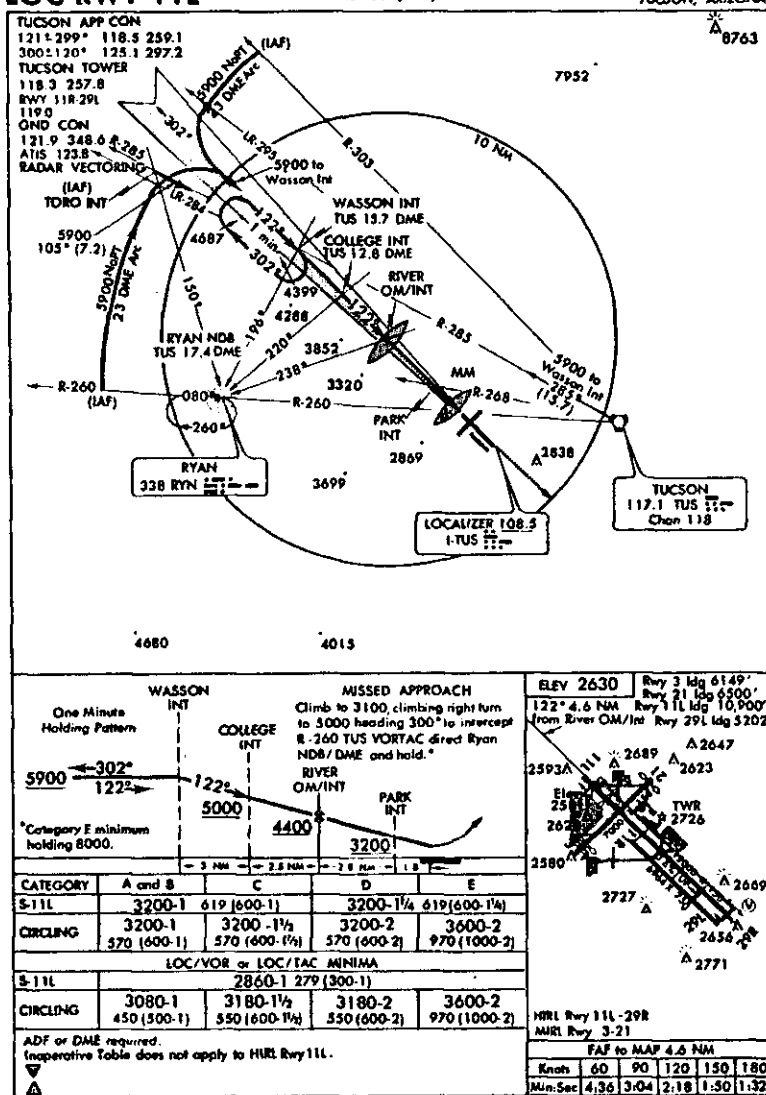 LOC RWY 11L
TUCSON, ARIZONA
TUCSON APP CON
121°-299° 118.5 259.1
300°-120° 125.1 297.2
TUCSON TOWER
118.3 257.8
RWY 11R-29L
119.0
GND CON
121.9 348.6
ATIS 123.8
RADAR VECTORING
(IAF)
TORO INT
5900
105° (7.2)
5900 NoPT
23 DME Arc
(IAF)
5900 NoPT
23 DME Arc
302°
R-285
LR-284
LR-295
R-303
5900 to
Wasson Int
10 NM
8763
7952
WASSON INT
TUS 15.7 DME
COLLEGE INT
TUS 12.8 DME
RIVER
OM/INT
122°
1 min
302°
4687
4399
4288
122°
150°
196°
220°
238°
RYAN NDB
TUS 17.4 DME
3852
3320
R-285
5900 to
Wasson Int
285°
(15.7)
MM
R-268
R-260
(IAF)
080°
260°
R-260
PARK
INT
2869
2838
3699
RYAN
338 RYN
LOCALIZER 108.5
I-TUS
TUCSON
117.1 TUS
Chan 118
4680
4015
WASSON
INT
One Minute
Holding Pattern
COLLEGE
INT
MISSED APPROACH
Climb to 3100, climbing right turn
to 5000 heading 300° to intercept
R-260 TUS VORTAC direct Ryan
NDB/DME and hold.*
RIVER
OM/INT
PARK
INT
5900
302°
122°
122°
5000
4400
3200
*Category E minimum
holding 8000.
3 NM
2.5 NM
2.8 NM
1.8
ELEV 2630
Rwy 3 ldg 6149'
Rwy 21 ldg 6500'
122° 4.6 NM Rwy 11L ldg 10,900'
from River OM/Int Rwy 29L ldg 5202
2593
2689
2647
2623
TWR
2726
2580
2727
2669
2656
2771
11L
29L
29R
HIRL Rwy 11L-29R
MIRL Rwy 3-21
CATEGORY A and B C D E
S-11L 3200-1 619 (600-1) 3200-1¼ 619(600-1¼)
CIRCLING 3200-1 3200-1½ 3200-2 3600-2
570 (600-1) 570 (600-1½) 570 (600-2) 970 (1000-2)
LOC/VOR or LOC/TAC MINIMA
S-11L 2860-1 279 (300-1)
CIRCLING 3080-1 3180-1½ 3180-2 3600-2
450 (500-1) 550 (600-1½) 550 (600-2) 970 (1000-2)
ADF or DME required.
Inoperative Table does not apply to HIRL Rwy 11L.
FAF to MAP 4.6 NM
Knots 60 90 120 150 180
Min:Sec 4:36 3:04 2:18 1:50 1:32